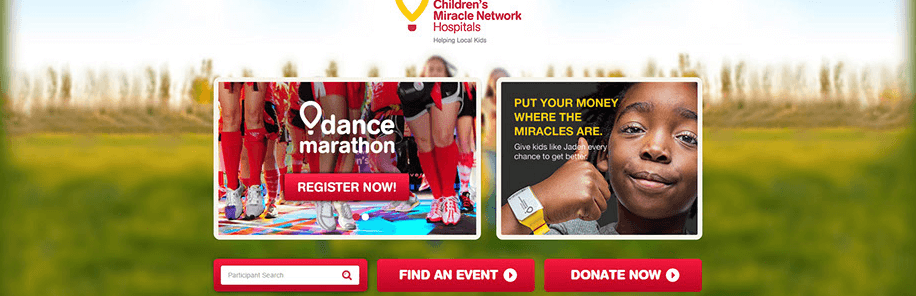 Children's
Miracle Network
Hospitals
Helping Local Kids
dance
marathon
REGISTER NOW!
PUT YOUR MONEY
WHERE THE
MIRACLES ARE.
Give kids like Jaden every
chance to get better.
Participant Search
FIND AN EVENT
DONATE NOW